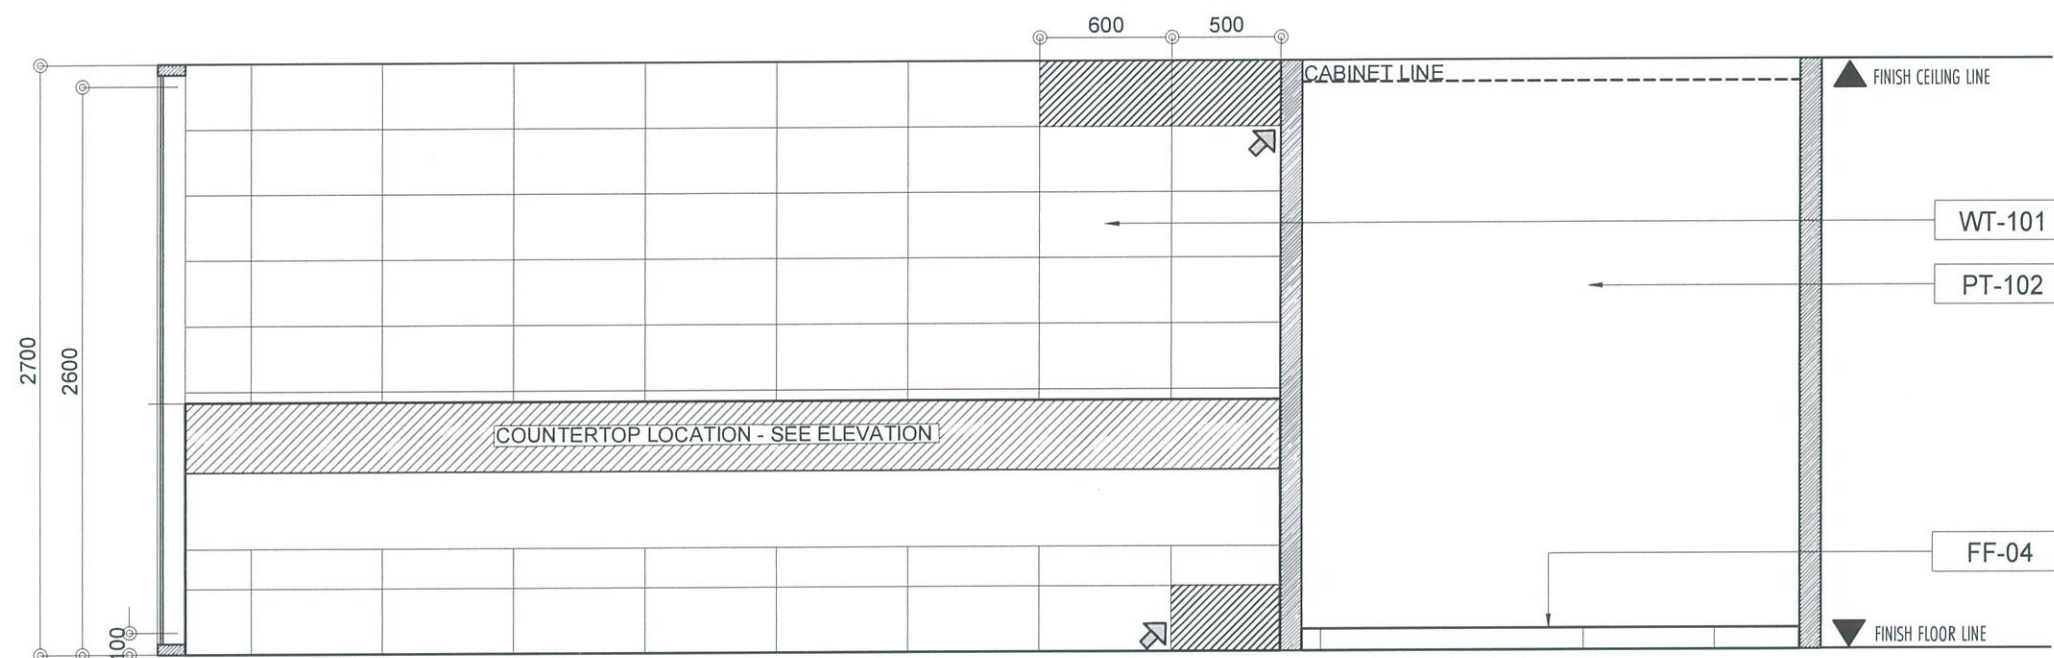 600
500
CABINET LINE
FINISH CEILING LINE
WT-101
PT-102
2700
2600
COUNTERTOP LOCATION - SEE ELEVATION
FF-04
100
FINISH FLOOR LINE